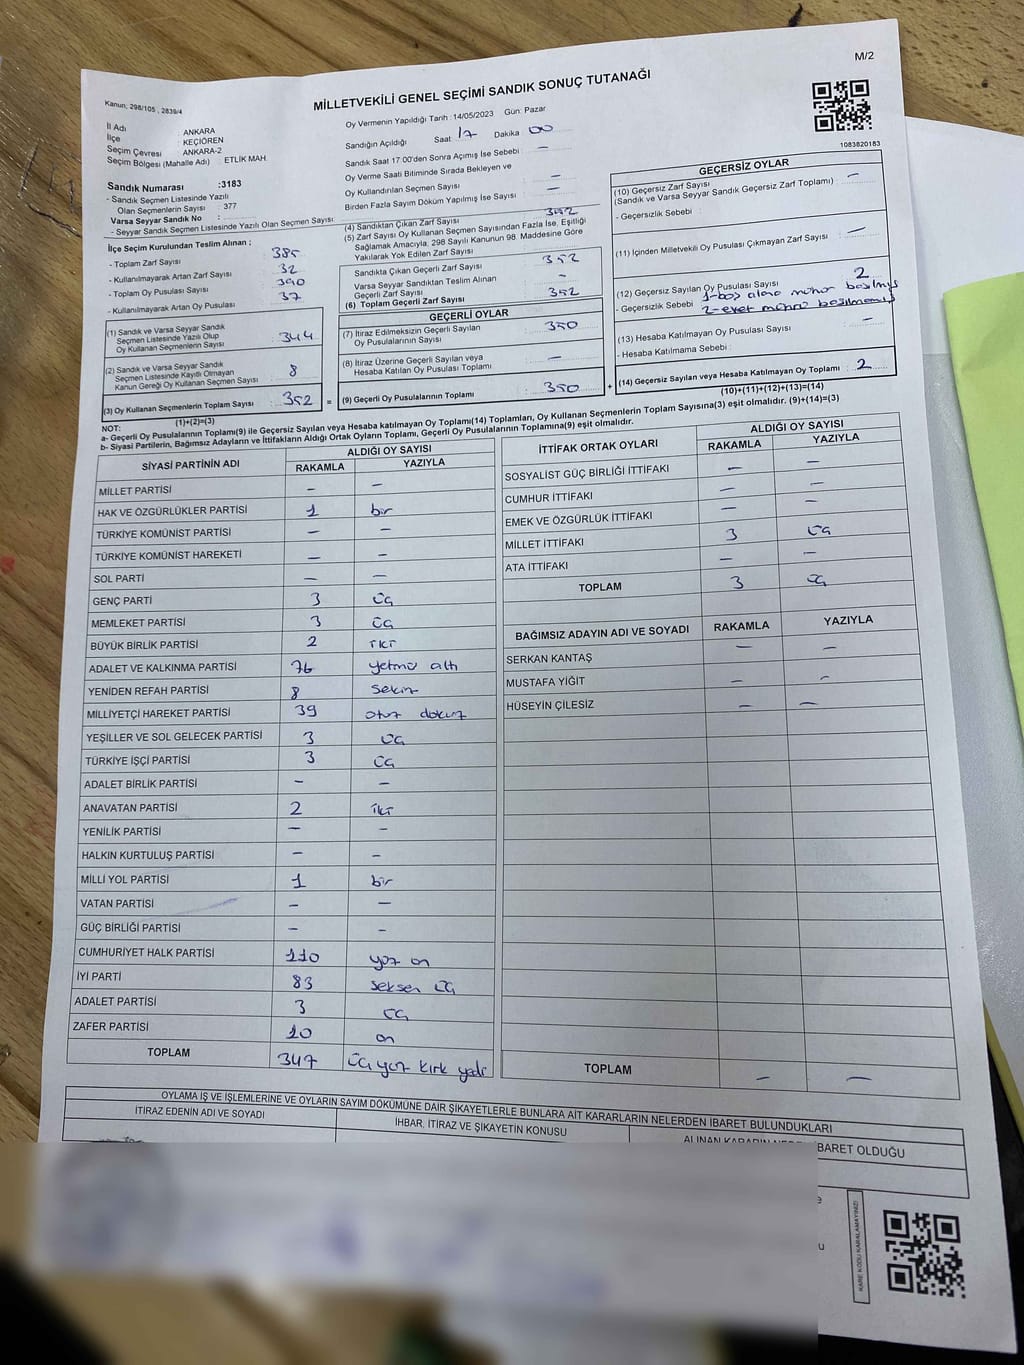 M/2
Kanun, 298/105 , 2839/4
MİLLETVEKİLİ GENEL SEÇİMİ SANDIK SONUÇ TUTANAĞI
İl Adı : ANKARA
İlçe : KEÇİÖREN
Seçim Çevresi : ANKARA-2
Seçim Bölgesi (Mahalle Adı) : ETLİK MAH.
Sandık Numarası :3183
- Sandık Seçmen Listesinde Yazılı
Olan Seçmenlerin Sayısı : 377
Varsa Seyyar Sandık No :
- Seyyar Sandık Seçmen Listesinde Yazılı Olan Seçmen Sayısı :
İlçe Seçim Kurulundan Teslim Alınan ;
- Toplam Zarf Sayısı : 385
- Kullanılmayarak Artan Zarf Sayısı : 32
- Toplam Oy Pusulası Sayısı : 390
- Kullanılmayarak Artan Oy Pusulası : 37
(1) Sandık ve Varsa Seyyar Sandık
Seçmen Listesinde Yazılı Olup
Oy Kullanan Seçmenlerin Sayısı : 344
(2) Sandık ve Varsa Seyyar Sandık
Seçmen Listesinde Kayıtlı Olmayan
Kanun Gereği Oy Kullanan Seçmen Sayısı : 8
(3) Oy Kullanan Seçmenlerin Toplam Sayısı : 352 =
(1)+(2)=(3)
Oy Vermenin Yapıldığı Tarih :14/05/2023 Gün: Pazar
Sandığın Açıldığı Saat 17 Dakika 00
Sandık Saat 17:00'den Sonra Açılmış İse Sebebi : —
Oy Verme Saati Bitiminde Sırada Bekleyen ve
Oy Kullandırılan Seçmen Sayısı : —
Birden Fazla Sayım Döküm Yapılmış İse Sayısı : —
(4) Sandıktan Çıkan Zarf Sayısı : 352
(5) Zarf Sayısı Oy Kullanan Seçmen Sayısından Fazla İse, Eşitliği
Sağlamak Amacıyla, 298 Sayılı Kanunun 98. Maddesine Göre
Yakılarak Yok Edilen Zarf Sayısı :
Sandıkta Çıkan Geçerli Zarf Sayısı : 352
Varsa Seyyar Sandıktan Teslim Alınan
Geçerli Zarf Sayısı : —
(6) Toplam Geçerli Zarf Sayısı : 352
GEÇERLİ OYLAR
(7) İtiraz Edilmeksizin Geçerli Sayılan
Oy Pusulalarının Sayısı : 350
(8) İtiraz Üzerine Geçerli Sayılan veya
Hesaba Katılan Oy Pusulası Toplamı : —
(9) Geçerli Oy Pusulalarının Toplamı : 350 +
1083820183
GEÇERSİZ OYLAR
(10) Geçersiz Zarf Sayısı : —
(Sandık ve Varsa Seyyar Sandık Geçersiz Zarf Toplamı)
- Geçersizlik Sebebi :
(11) İçinden Milletvekili Oy Pusulası Çıkmayan Zarf Sayısı : —
(12) Geçersiz Sayılan Oy Pusulası Sayısı : 2
- Geçersizlik Sebebi : 1-boş alana mühür basılmış
2-evet mührü basılmamış
(13) Hesaba Katılmayan Oy Pusulası Sayısı : —
- Hesaba Katılmama Sebebi :
(14) Geçersiz Sayılan veya Hesaba Katılmayan Oy Toplamı : 2
(10)+(11)+(12)+(13)=(14)
NOT:
a- Geçerli Oy Pusulalarının Toplamı(9) ile Geçersiz Sayılan veya Hesaba katılmayan Oy Toplamı(14) Toplamları, Oy Kullanan Seçmenlerin Toplam Sayısına(3) eşit olmalıdır. (9)+(14)=(3)
b- Siyasi Partilerin, Bağımsız Adayların ve İttifakların Aldığı Ortak Oyların Toplamı, Geçerli Oy Pusulalarının Toplamına(9) eşit olmalıdır.
SİYASİ PARTİNİN ADI ALDIĞI OY SAYISI
RAKAMLA YAZIYLA
MİLLET PARTİSİ — —
HAK VE ÖZGÜRLÜKLER PARTİSİ 1 bir
TÜRKİYE KOMÜNİST PARTİSİ — —
TÜRKİYE KOMÜNİST HAREKETİ — —
SOL PARTİ — —
GENÇ PARTİ 3 üç
MEMLEKET PARTİSİ 3 üç
BÜYÜK BİRLİK PARTİSİ 2 iki
ADALET VE KALKINMA PARTİSİ 76 yetmiş altı
YENİDEN REFAH PARTİSİ 8 sekiz
MİLLİYETÇİ HAREKET PARTİSİ 39 otuz dokuz
YEŞİLLER VE SOL GELECEK PARTİSİ 3 üç
TÜRKİYE İŞÇİ PARTİSİ 3 üç
ADALET BİRLİK PARTİSİ — —
ANAVATAN PARTİSİ 2 iki
YENİLİK PARTİSİ — —
HALKIN KURTULUŞ PARTİSİ — —
MİLLİ YOL PARTİSİ 1 bir
VATAN PARTİSİ — —
GÜÇ BİRLİĞİ PARTİSİ — —
CUMHURİYET HALK PARTİSİ 110 yüz on
İYİ PARTİ 83 seksen üç
ADALET PARTİSİ 3 üç
ZAFER PARTİSİ 10 on
TOPLAM 347 üç yüz kırk yedi
İTTİFAK ORTAK OYLARI ALDIĞI OY SAYISI
RAKAMLA YAZIYLA
SOSYALİST GÜÇ BİRLİĞİ İTTİFAKI — —
CUMHUR İTTİFAKI — —
EMEK VE ÖZGÜRLÜK İTTİFAKI — —
MİLLET İTTİFAKI 3 üç
ATA İTTİFAKI — —
TOPLAM 3 üç
BAĞIMSIZ ADAYIN ADI VE SOYADI RAKAMLA YAZIYLA
SERKAN KANTAŞ — —
MUSTAFA YİĞİT — —
HÜSEYİN ÇİLESİZ — —
TOPLAM — —
OYLAMA İŞ VE İŞLEMLERİNE VE OYLARIN SAYIM DÖKÜMÜNE DAİR ŞİKAYETLERLE BUNLARA AİT KARARLARIN NELERDEN İBARET BULUNDUKLARI
İTİRAZ EDENİN ADI VE SOYADI
İHBAR, İTİRAZ VE ŞİKAYETİN KONUSU
ALINAN KARARIN NEDEN İBARET OLDUĞU
KARE KODU KARALAMAYINIZ!